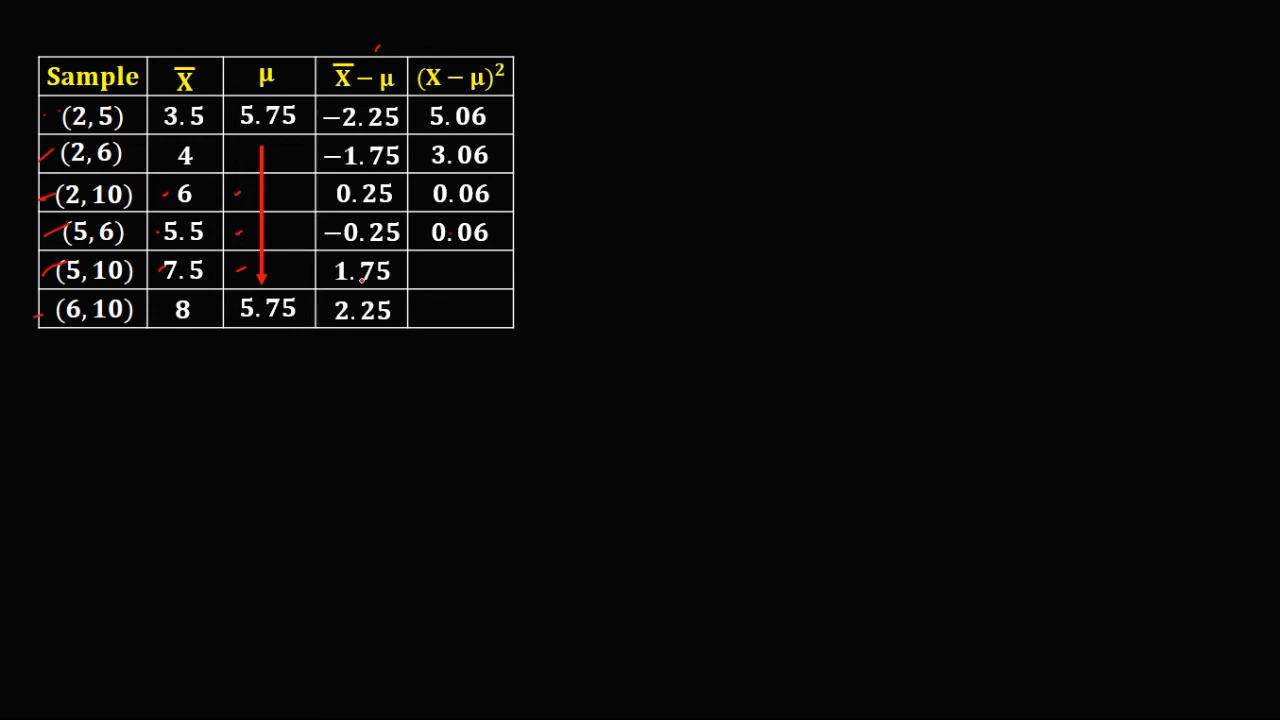 Sample X̅ μ X̅ − μ (X − μ)²
(2, 5) 3.5 5.75 −2.25 5.06
(2, 6) 4 −1.75 3.06
(2, 10) 6 0.25 0.06
(5, 6) 5.5 −0.25 0.06
(5, 10) 7.5 1.75
(6, 10) 8 5.75 2.25